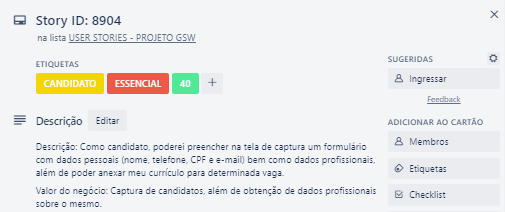 Story ID: 8904
na lista USER STORIES - PROJETO GSW
ETIQUETAS
CANDIDATO ESSENCIAL 40 +
Descrição Editar
Descrição: Como candidato, poderei preencher na tela de captura um formulário
com dados pessoais (nome, telefone, CPF e e-mail) bem como dados profissionais,
além de poder anexar meu currículo para determinada vaga.
Valor do negócio: Captura de candidatos, além de obtenção de dados profissionais
sobre o mesmo.
SUGERIDAS
Ingressar
Feedback
ADICIONAR AO CARTÃO
Membros
Etiquetas
Checklist